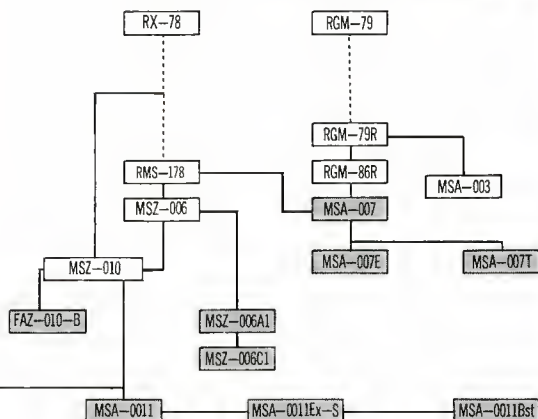 RX-78
RGM-79
RGM-79R
RMS-178
RGM-86R
MSA-003
MSZ-006
MSA-007
MSZ-010
MSA-007E
MSA-007T
FAZ-010-B
MSZ-006A1
MSZ-006C1
MSA-0011
MSA-0011Ex-S
MSA-0011Bst